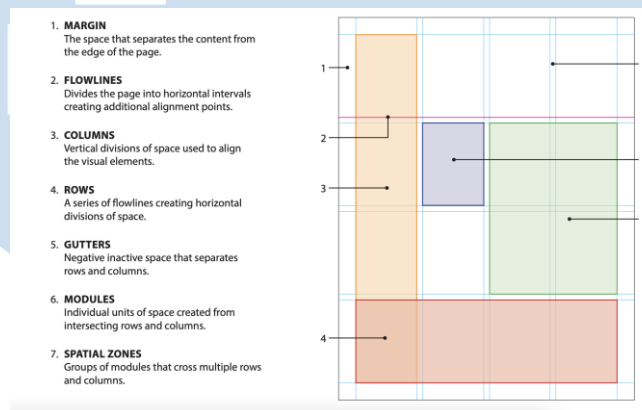 1. MARGIN
The space that separates the content from
the edge of the page.
2. FLOWLINES
Divides the page into horizontal intervals
creating additional alignment points.
3. COLUMNS
Vertical divisions of space used to align
the visual elements.
4. ROWS
A series of flowlines creating horizontal
divisions of space.
5. GUTTERS
Negative inactive space that separates
rows and columns.
6. MODULES
Individual units of space created from
intersecting rows and columns.
7. SPATIAL ZONES
Groups of modules that cross multiple rows
and columns.
1
2
3
4